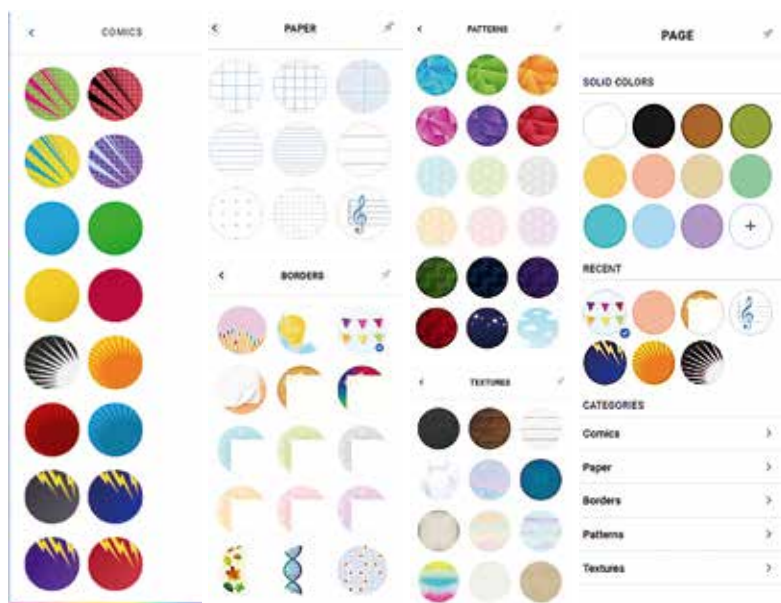 COMICS
PAPER
BORDERS
PATTERNS
TEXTURES
PAGE
SOLID COLORS
RECENT
CATEGORIES
Comics
Paper
Borders
Patterns
Textures